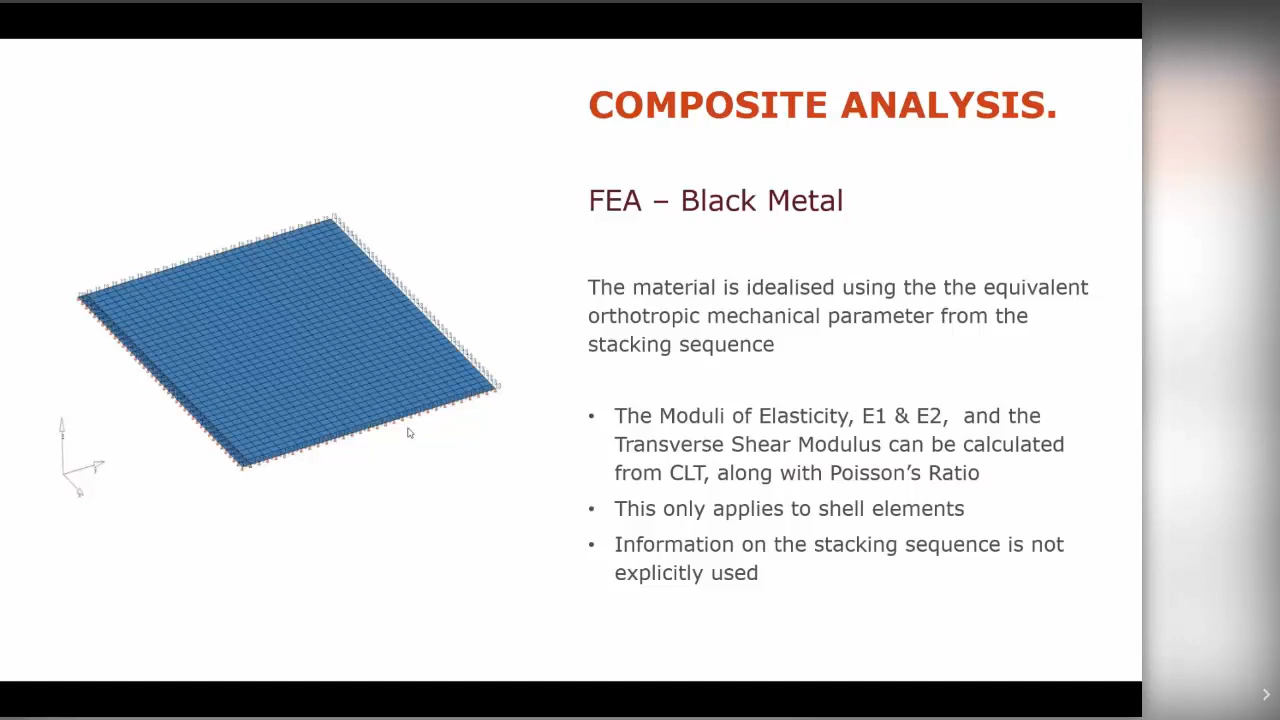 COMPOSITE ANALYSIS.
FEA – Black Metal
The material is idealised using the the equivalent
orthotropic mechanical parameter from the
stacking sequence
• The Moduli of Elasticity, E1 & E2,  and the
Transverse Shear Modulus can be calculated
from CLT, along with Poisson’s Ratio
• This only applies to shell elements
• Information on the stacking sequence is not
explicitly used